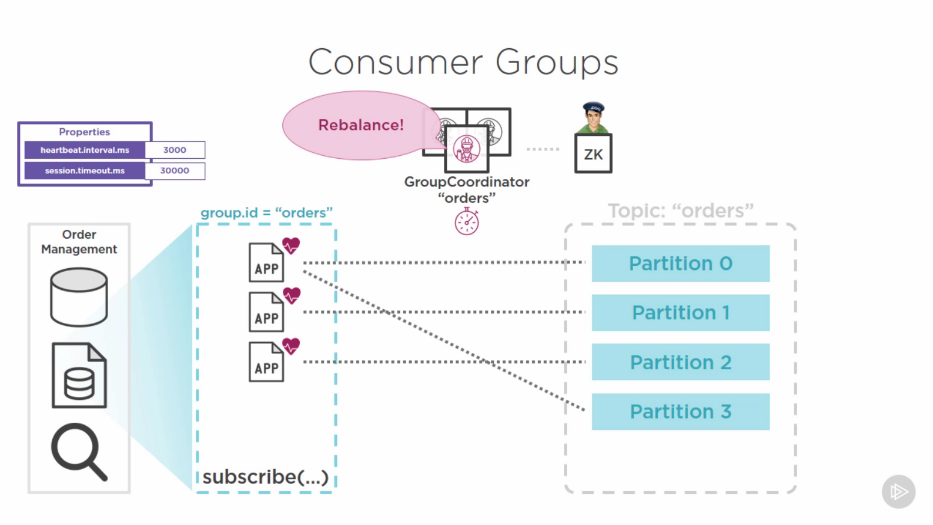 Consumer Groups
Rebalance!
Properties
heartbeat.interval.ms 3000
session.timeout.ms 30000
ZK
GroupCoordinator
“orders”
Order
Management
group.id = “orders”
Topic: “orders”
APP
APP
APP
Partition 0
Partition 1
Partition 2
Partition 3
subscribe(...)